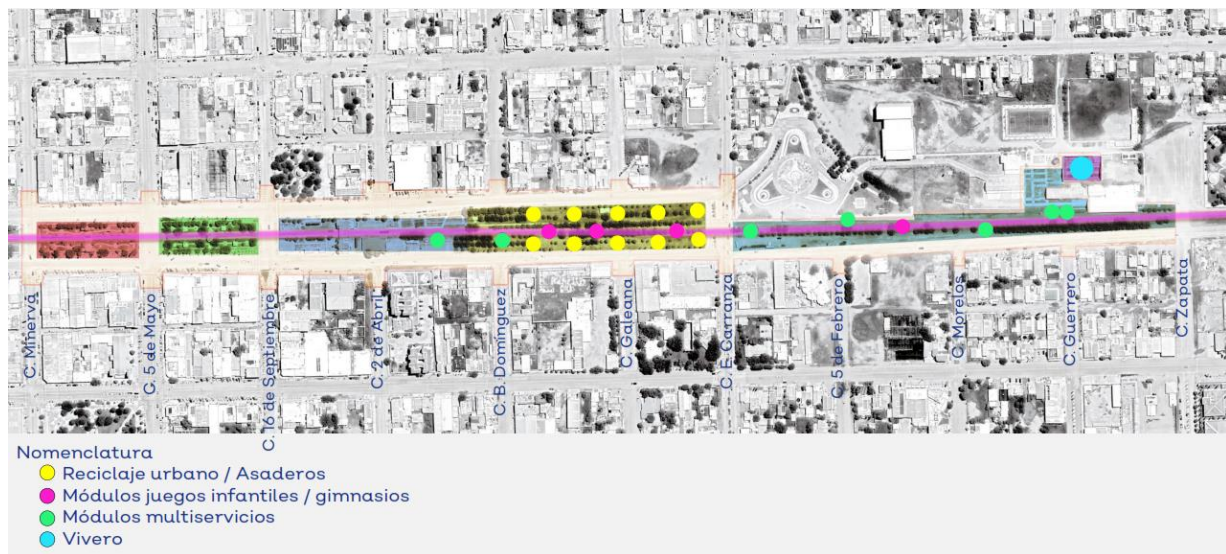 C. Minerva
C. 5 de Mayo
C. 16 de Septiembre
C. 2 de Abril
C. B. Dominguez
C. Galeana
C. E. Carranza
C. 5 de Febrero
C. Morelos
C. Guerrero
C. Zapata
Nomenclatura
Reciclaje urbano / Asaderos
Módulos juegos infantiles / gimnasios
Módulos multiservicios
Vivero